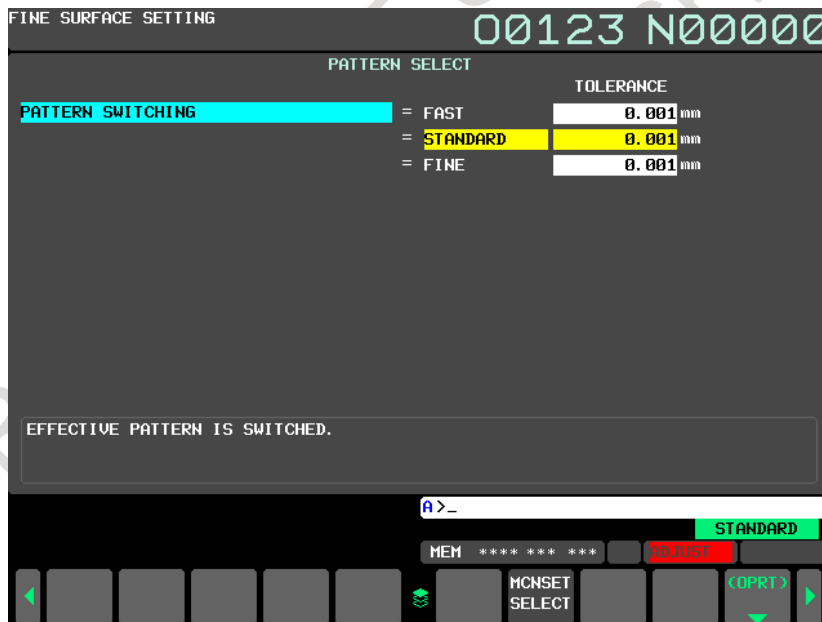 FINE SURFACE SETTING
O0123 N00000
PATTERN SELECT
TOLERANCE
PATTERN SWITCHING = FAST 0.001 mm
= STANDARD 0.001 mm
= FINE 0.001 mm
EFFECTIVE PATTERN IS SWITCHED.
A>_
STANDARD
MEM **** *** *** ADJUST
MCNSET
SELECT
(OPRT)